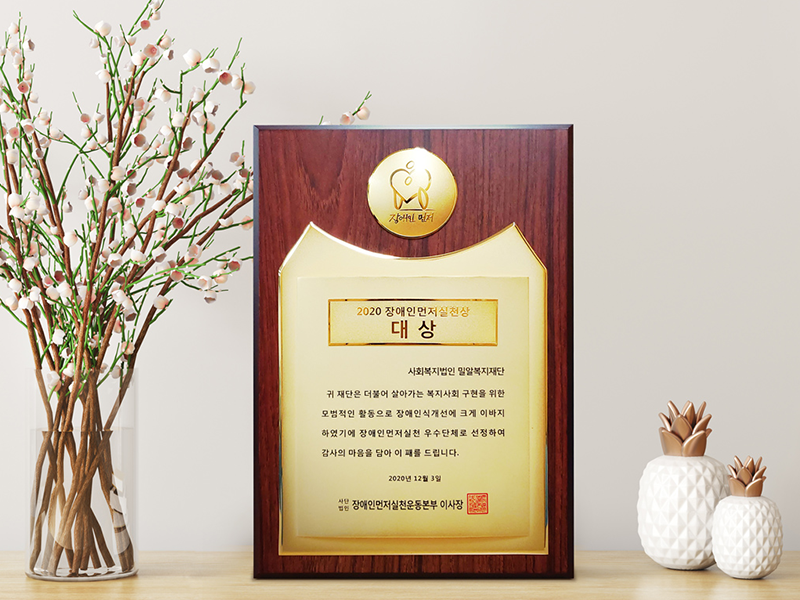 장애인 먼저
2020 장애인먼저실천상
대 상
사회복지법인 밀알복지재단
귀 재단은 더불어 살아가는 복지사회 구현을 위한
모범적인 활동으로 장애인식개선에 크게 이바지
하였기에 장애인먼저실천 우수단체로 선정하여
감사의 마음을 담아 이 패를 드립니다.
2020년 12월 3일
사단
법인 장애인먼저실천운동본부 이사장